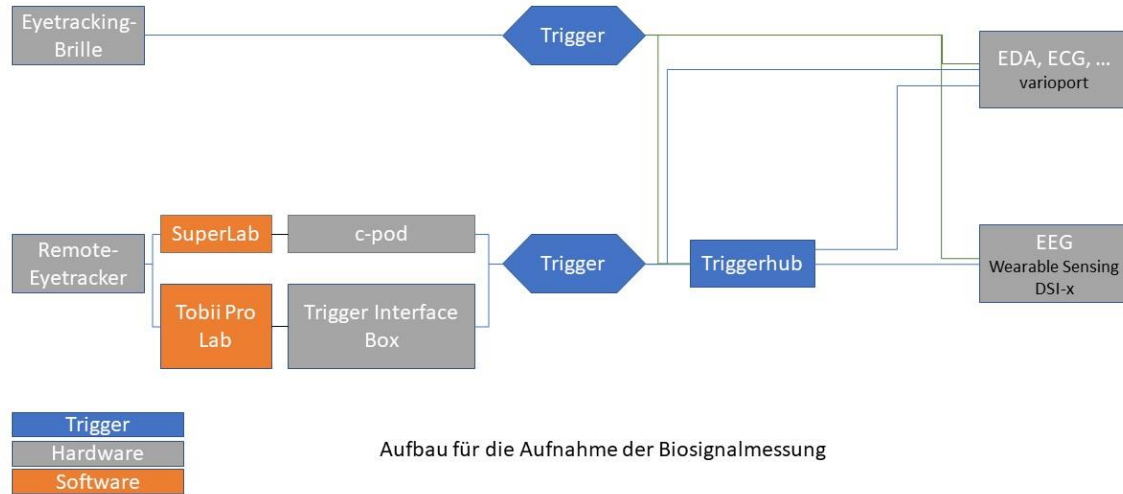 Eyetracking-
Brille
Trigger
EDA, ECG, ...
varioport
SuperLab
c-pod
Remote-
Eyetracker
Trigger
Triggerhub
EEG
Wearable Sensing
DSI-x
Tobii Pro
Lab
Trigger Interface
Box
Trigger
Hardware
Software
Aufbau für die Aufnahme der Biosignalmessung